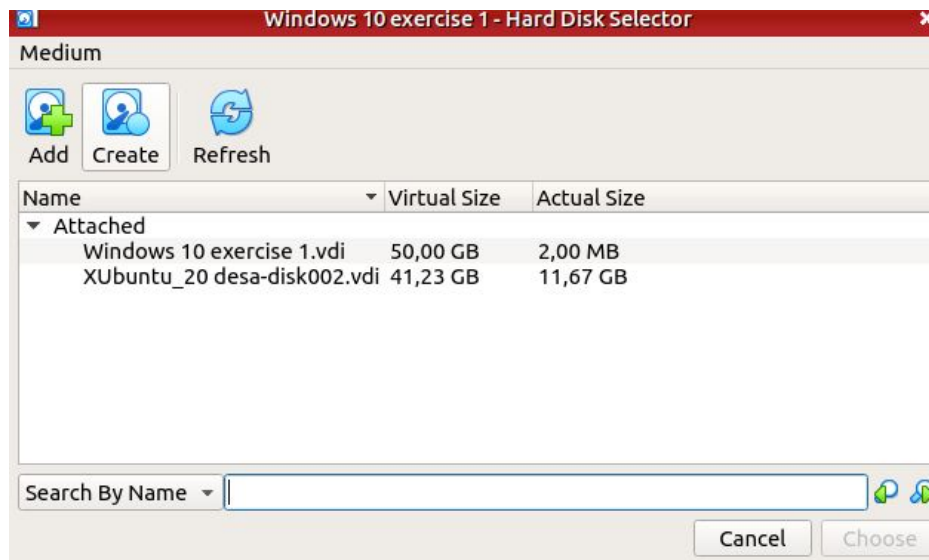 Windows 10 exercise 1 - Hard Disk Selector
Medium
Add Create Refresh
Name Virtual Size Actual Size
Attached
Windows 10 exercise 1.vdi 50,00 GB 2,00 MB
XUbuntu_20 desa-disk002.vdi 41,23 GB 11,67 GB
Search By Name
Cancel Choose